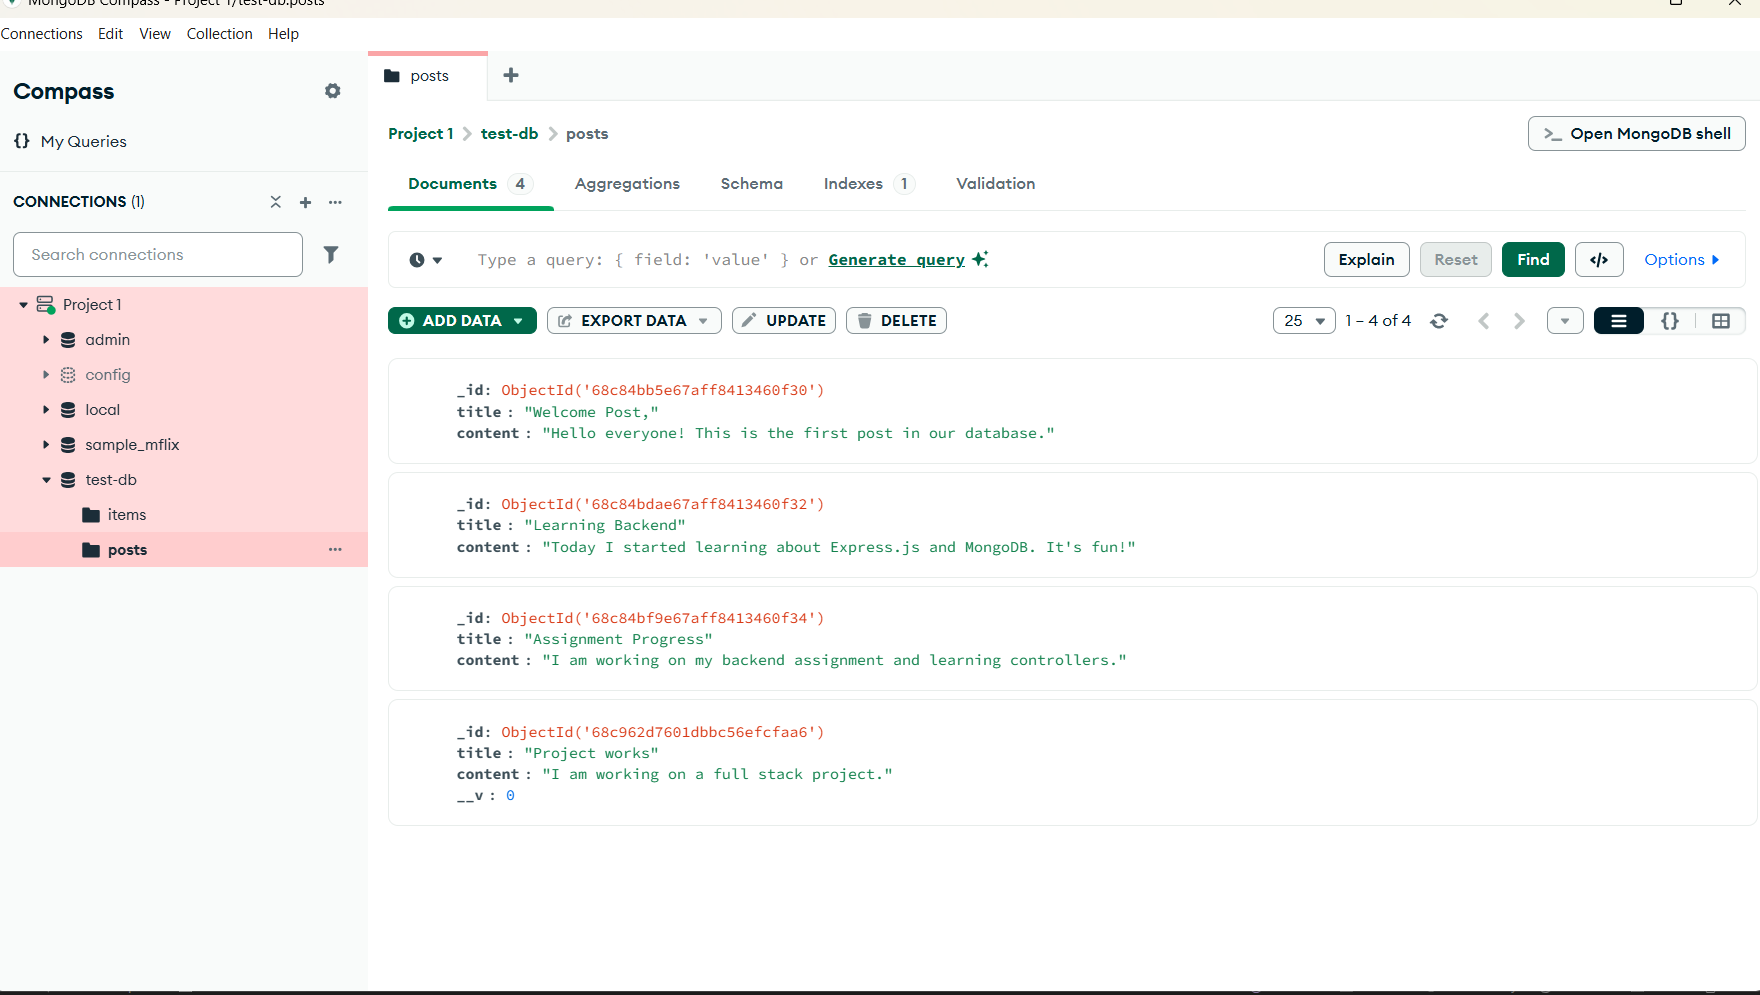 MongoDB Compass - Project 1/test-db.posts
Connections Edit View Collection Help
Compass
{} My Queries
CONNECTIONS (1)
Search connections
Project 1
admin
config
local
sample_mflix
test-db
items
posts
posts
Project 1 > test-db > posts
>_ Open MongoDB shell
Documents 4 Aggregations Schema Indexes 1 Validation
Type a query: { field: 'value' } or Generate query
Explain Reset Find </> Options
ADD DATA EXPORT DATA UPDATE DELETE
25 1 – 4 of 4 {}
_id: ObjectId('68c84bb5e67aff8413460f30')
title : "Welcome Post,"
content : "Hello everyone! This is the first post in our database."
_id: ObjectId('68c84bdae67aff8413460f32')
title : "Learning Backend"
content : "Today I started learning about Express.js and MongoDB. It's fun!"
_id: ObjectId('68c84bf9e67aff8413460f34')
title : "Assignment Progress"
content : "I am working on my backend assignment and learning controllers."
_id: ObjectId('68c962d7601dbbc56efcfaa6')
title : "Project works"
content : "I am working on a full stack project."
__v : 0